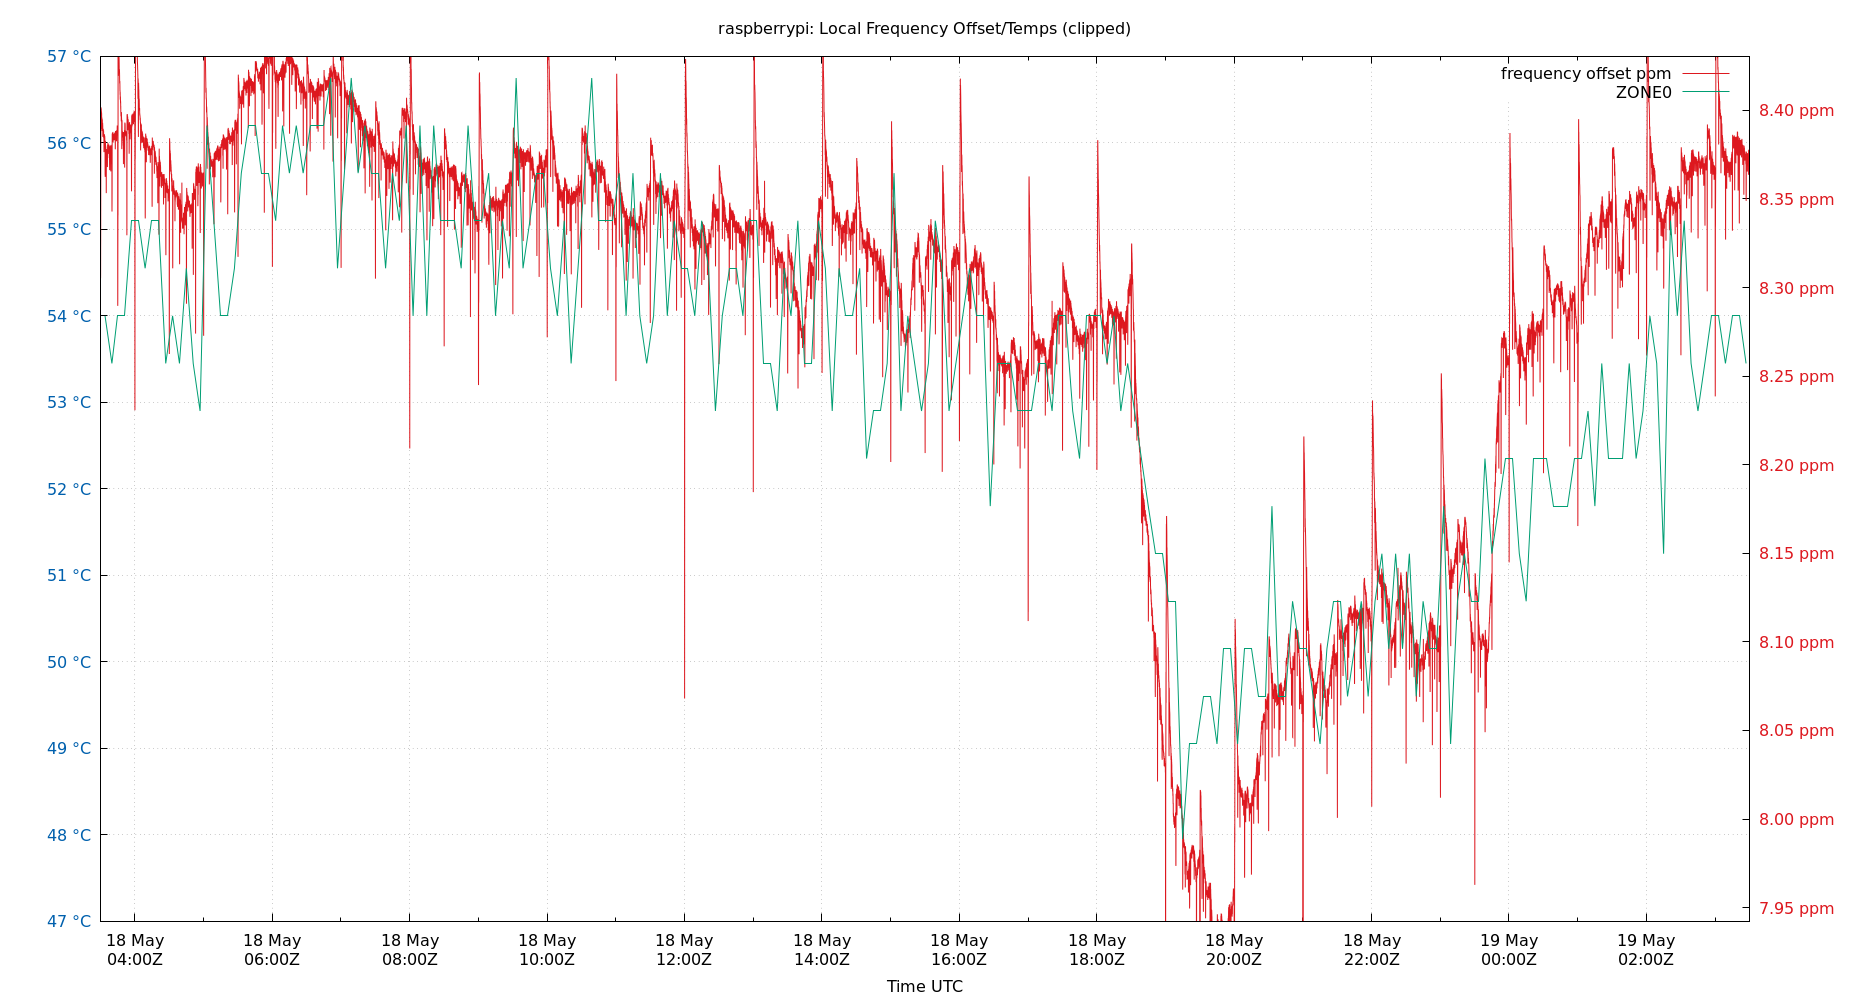 raspberrypi: Local Frequency Offset/Temps (clipped)
57 °C
56 °C
55 °C
54 °C
53 °C
52 °C
51 °C
50 °C
49 °C
48 °C
47 °C
frequency offset ppm
ZONE0
8.40 ppm
8.35 ppm
8.30 ppm
8.25 ppm
8.20 ppm
8.15 ppm
8.10 ppm
8.05 ppm
8.00 ppm
7.95 ppm
18 May
04:00Z
18 May
06:00Z
18 May
08:00Z
18 May
10:00Z
18 May
12:00Z
18 May
14:00Z
18 May
16:00Z
18 May
18:00Z
18 May
20:00Z
18 May
22:00Z
19 May
00:00Z
19 May
02:00Z
Time UTC